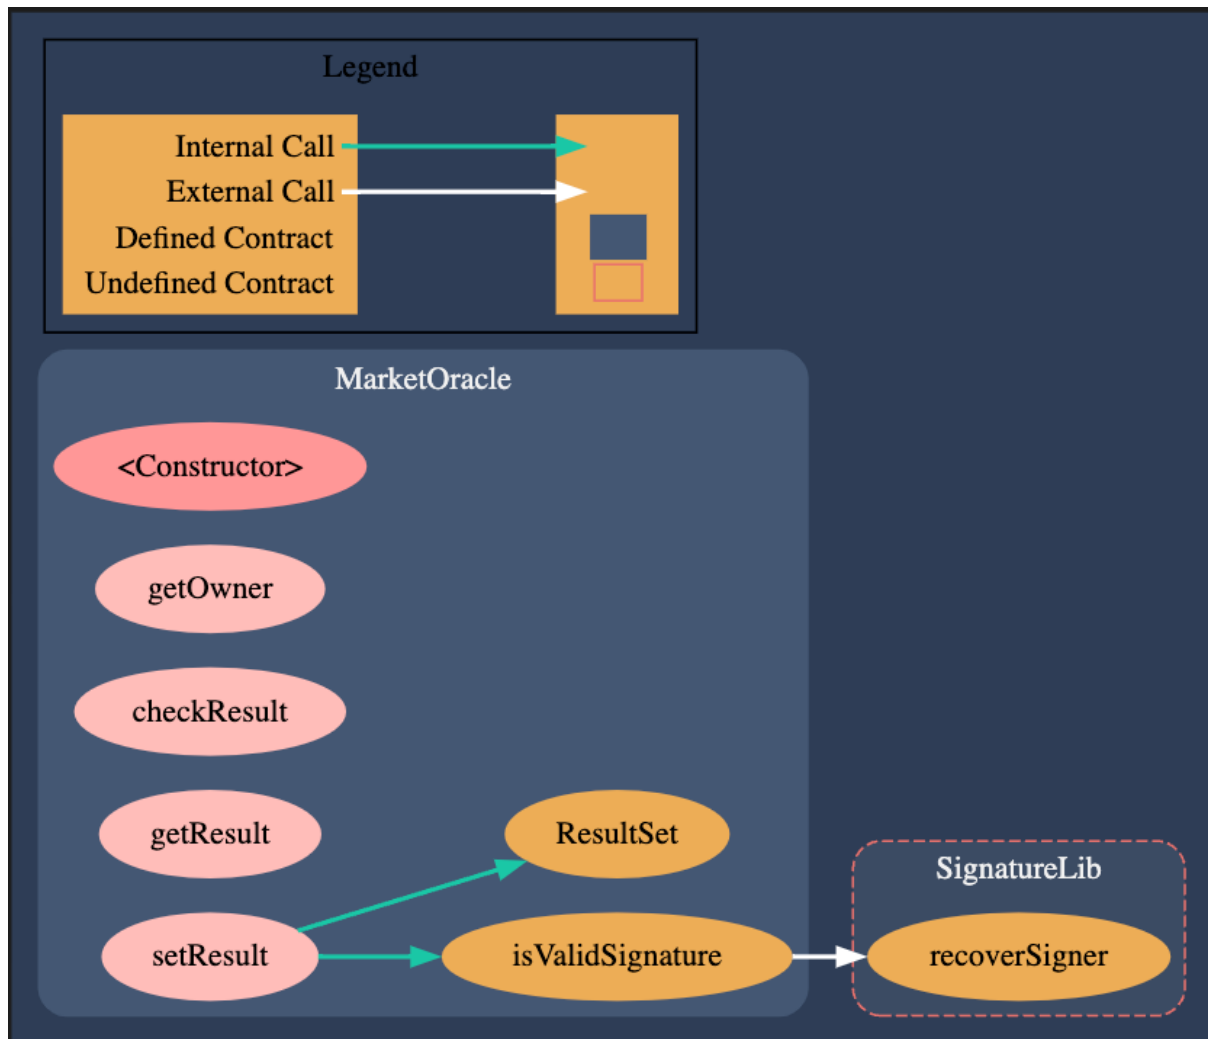 Legend
Internal Call
External Call
Defined Contract
Undefined Contract
MarketOracle
<Constructor>
getOwner
checkResult
getResult
ResultSet
SignatureLib
setResult
isValidSignature
recoverSigner